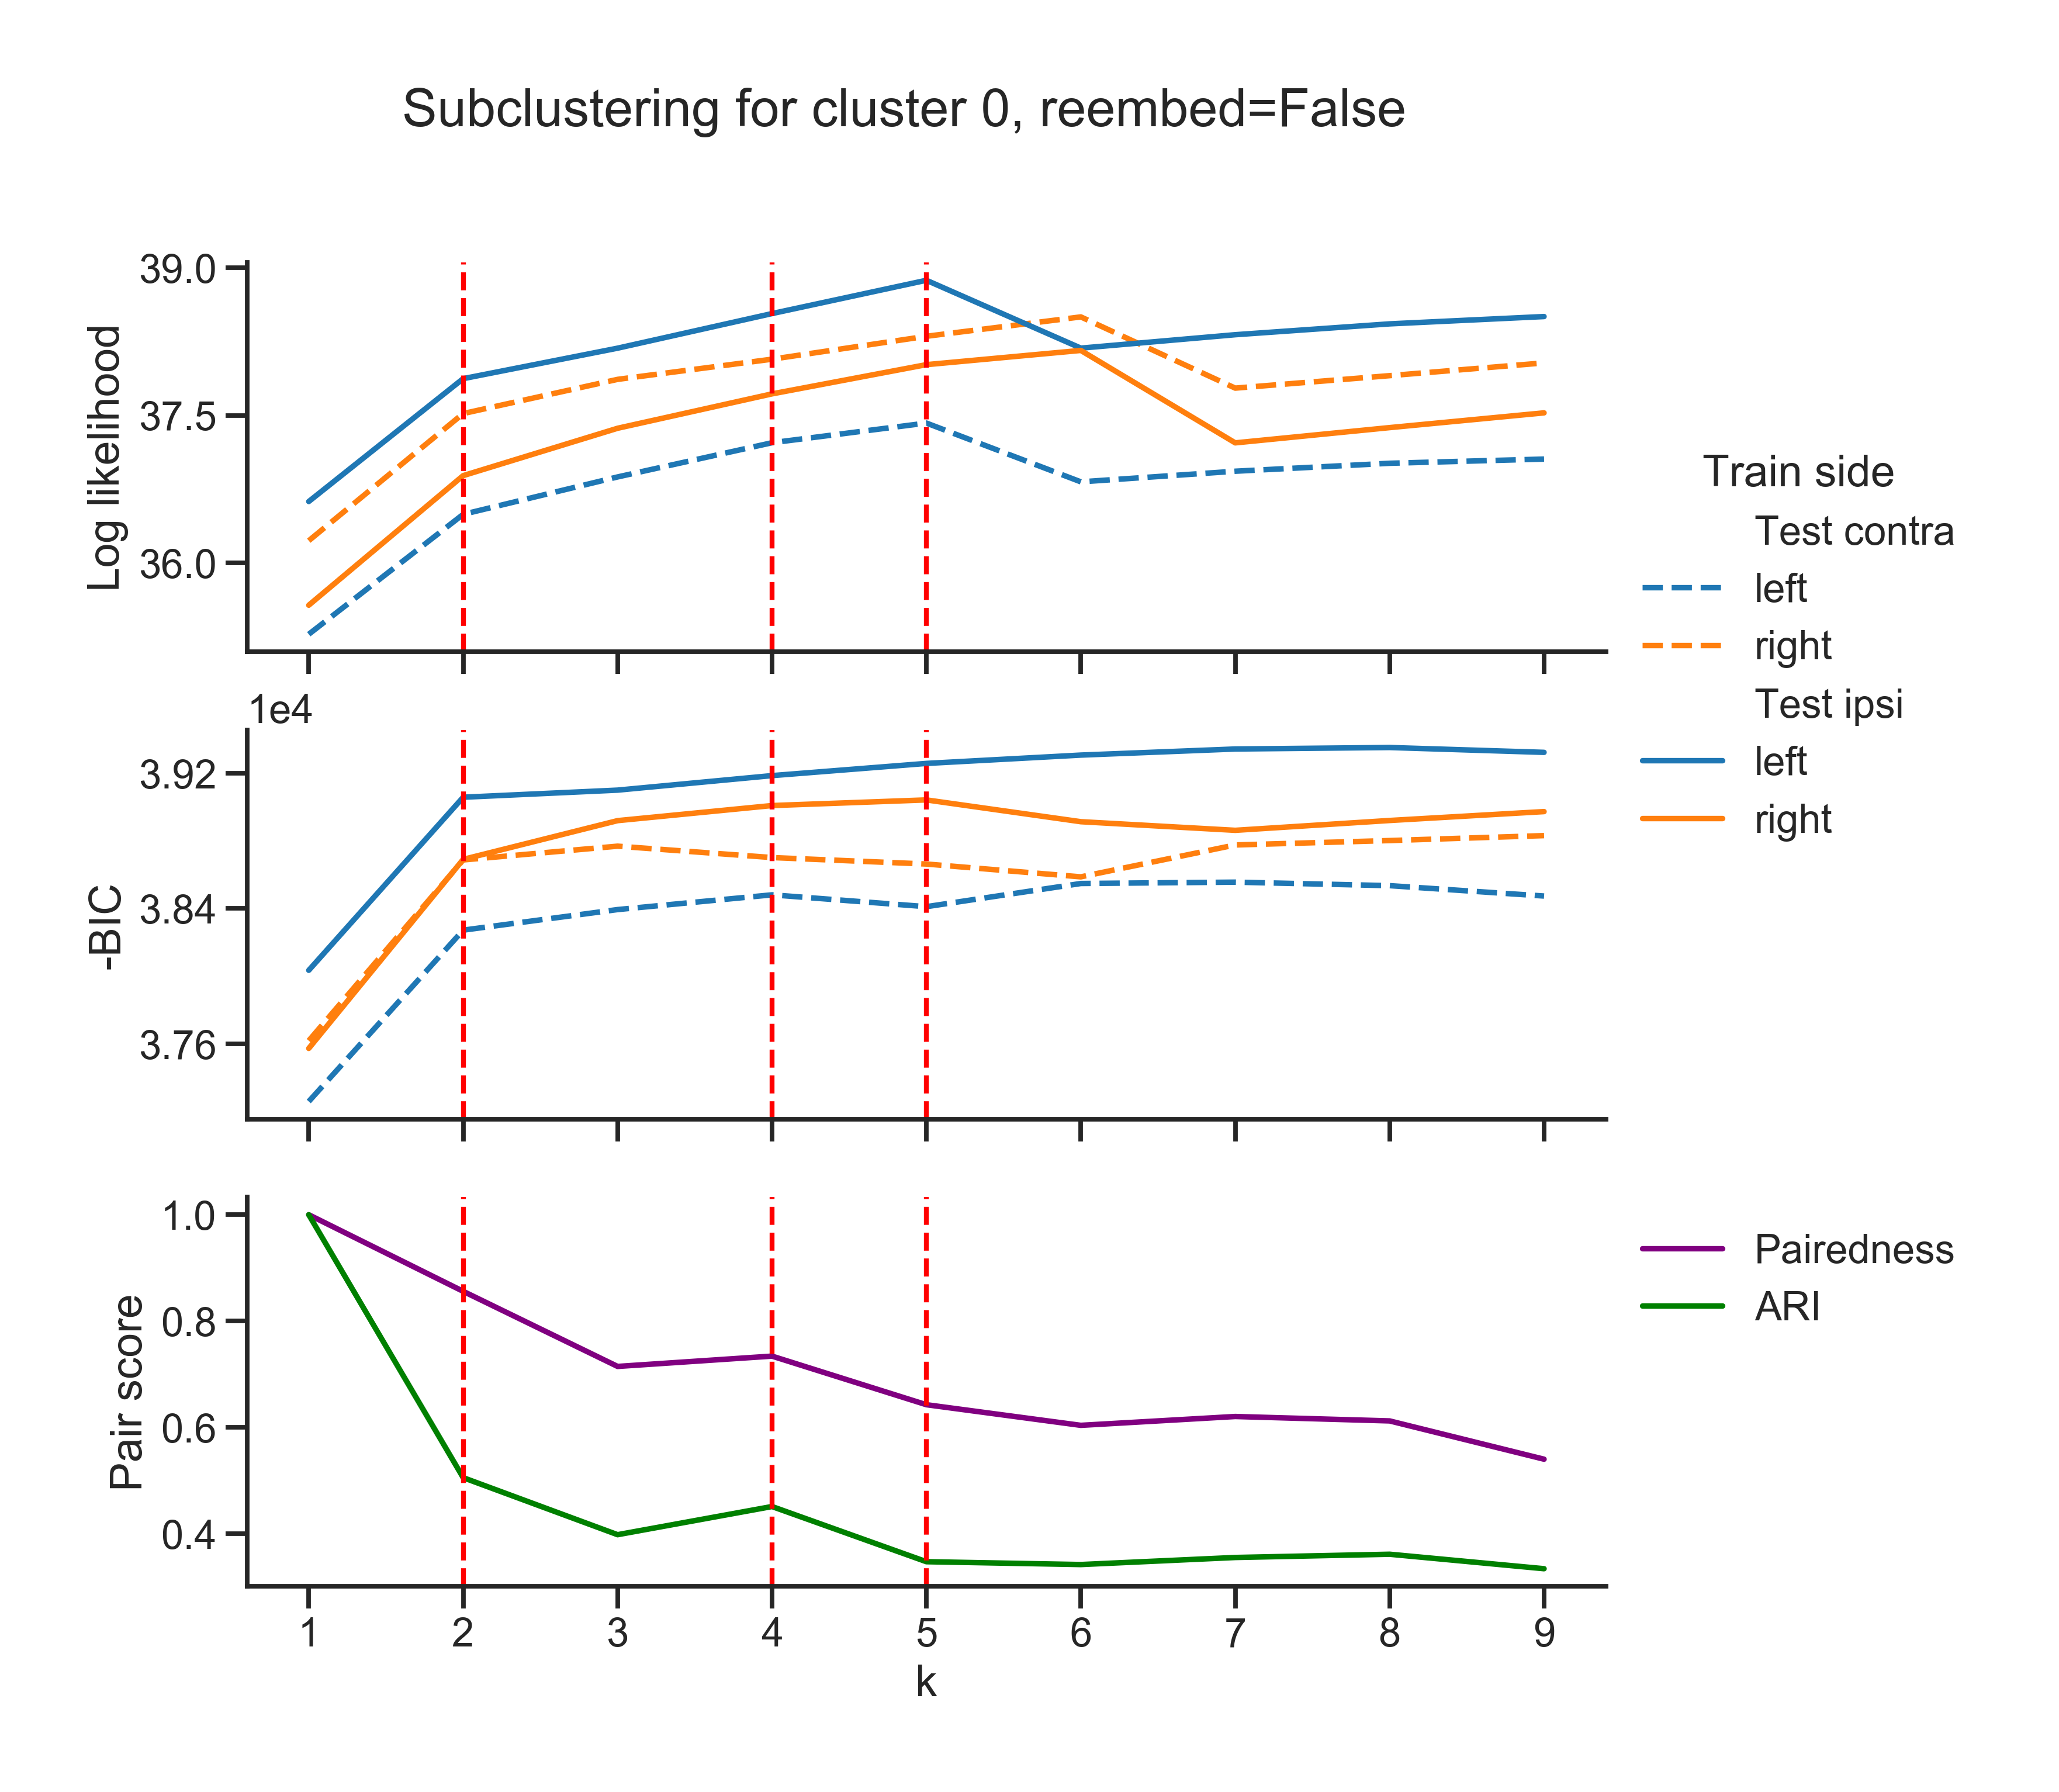 Subclustering for cluster 0, reembed=False
39.0
37.5
36.0
Log likelihood
Train side
Test contra
left
right
Test ipsi
left
right
1e4
3.92
3.84
3.76
-BIC
1.0
0.8
0.6
0.4
Pair score
Pairedness
ARI
1 2 3 4 5 6 7 8 9
k